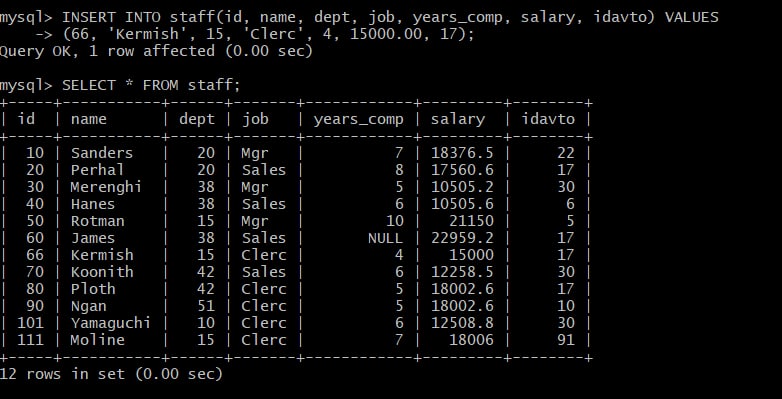 mysql> INSERT INTO staff(id, name, dept, job, years_comp, salary, idavto) VALUES
    -> (66, 'Kermish', 15, 'Clerc', 4, 15000.00, 17);
Query OK, 1 row affected (0.00 sec)

mysql> SELECT * FROM staff;
+-----+-----------+------+-------+------------+---------+--------+
| id  | name      | dept | job   | years_comp | salary  | idavto |
+-----+-----------+------+-------+------------+---------+--------+
|  10 | Sanders   |   20 | Mgr   |          7 | 18376.5 |     22 |
|  20 | Perhal    |   20 | Sales |          8 | 17560.6 |     17 |
|  30 | Merenghi  |   38 | Mgr   |          5 | 10505.2 |     30 |
|  40 | Hanes     |   38 | Sales |          6 | 10505.6 |      6 |
|  50 | Rotman    |   15 | Mgr   |         10 |   21150 |      5 |
|  60 | James     |   38 | Sales |       NULL | 22959.2 |     17 |
|  66 | Kermish   |   15 | Clerc |          4 |   15000 |     17 |
|  70 | Koonith   |   42 | Sales |          6 | 12258.5 |     30 |
|  80 | Ploth     |   42 | Clerc |          5 | 18002.6 |     17 |
|  90 | Ngan      |   51 | Clerc |          5 | 18002.6 |     10 |
| 101 | Yamaguchi |   10 | Clerc |          6 | 12508.8 |     30 |
| 111 | Moline    |   15 | Clerc |          7 |   18006 |     91 |
+-----+-----------+------+-------+------------+---------+--------+
12 rows in set (0.00 sec)